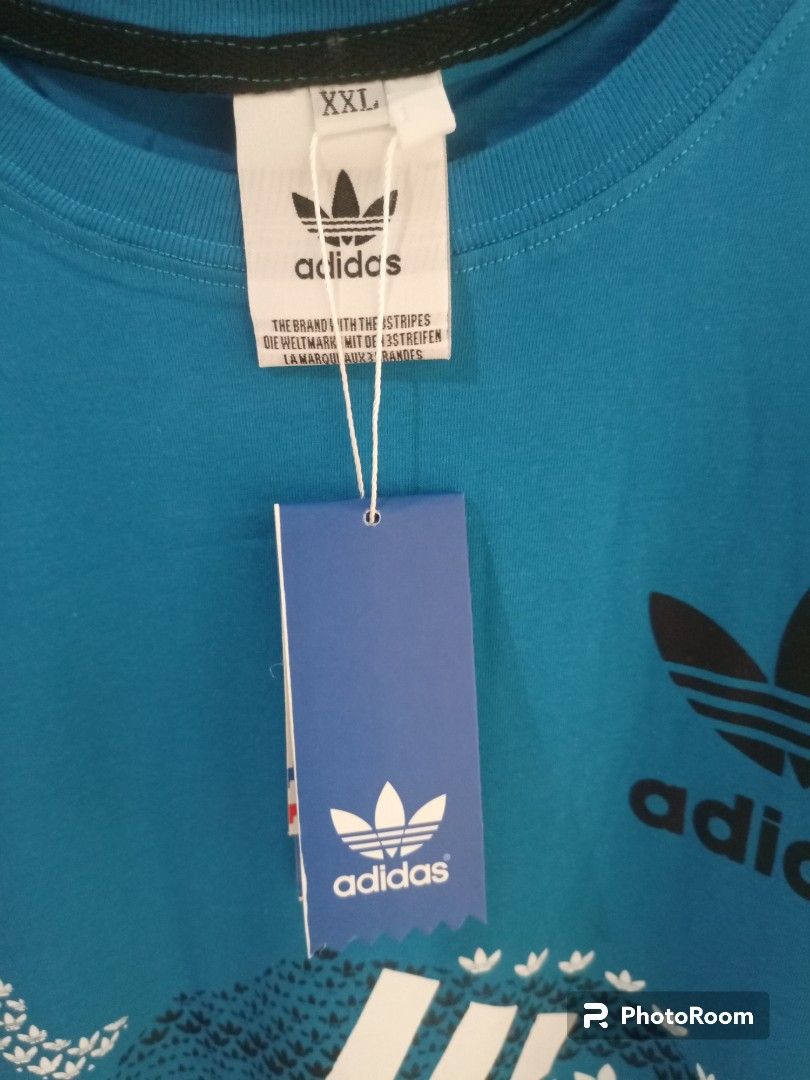 XXL
adidas
THE BRAND WITH THE 3STRIPES
DIE WELTMARKE MIT DEN 3STREIFEN
LA MARQUE AUX 3 BANDES
adidas®
adidas
PhotoRoom